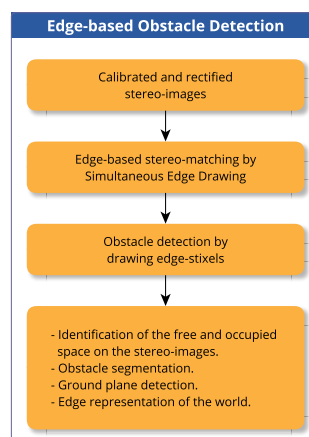 Edge-based Obstacle Detection
Calibrated and rectified
stereo-images
Edge-based stereo-matching by
Simultaneous Edge Drawing
Obstacle detection by
drawing edge-stixels
- Identification of the free and occupied
space on the stereo-images.
- Obstacle segmentation.
- Ground plane detection.
- Edge representation of the world.